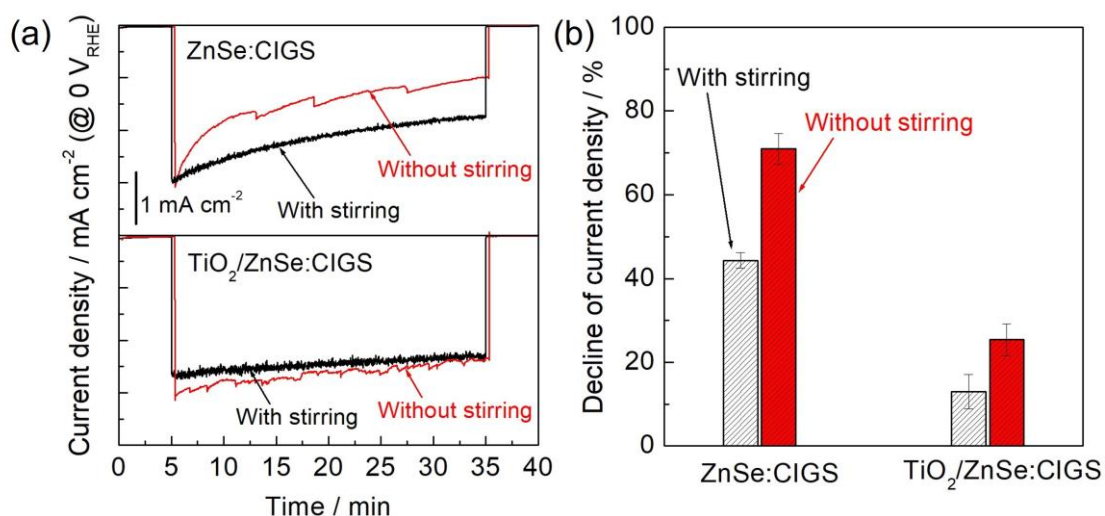 (a)
ZnSe:CIGS
Without stirring
1 mA cm⁻²
With stirring
TiO₂/ZnSe:CIGS
With stirring
Without stirring
Current density / mA cm⁻² (@ 0 V_RHE)
0 5 10 15 20 25 30 35 40
Time / min
(b)
100
80
60
40
20
0
With stirring
Without stirring
Decline of current density / %
ZnSe:CIGS
TiO₂/ZnSe:CIGS